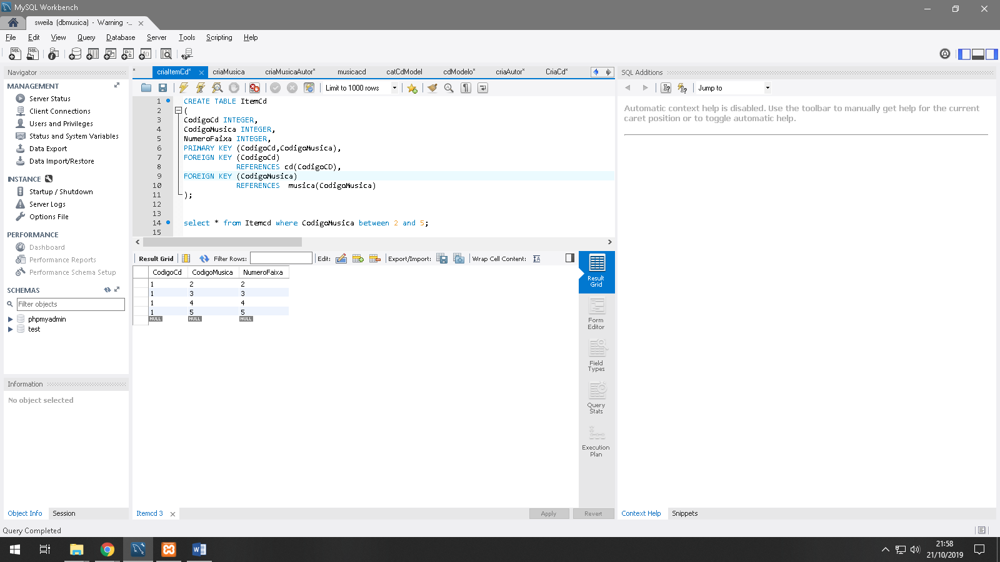 MySQL Workbench
sweila (dbmusica) - Warning -...
File Edit View Query Database Server Tools Scripting Help
Navigator
MANAGEMENT
Server Status
Client Connections
Users and Privileges
Status and System Variables
Data Export
Data Import/Restore
INSTANCE
Startup / Shutdown
Server Logs
Options File
PERFORMANCE
Dashboard
Performance Reports
Performance Schema Setup
SCHEMAS
Filter objects
phpmyadmin
test
Information
No object selected
Object Info Session
* criaItemCd* criaMusica criaMusicaAutor* musicacd catCdModel cdModelo* criaAutor* CriaCd*
Limit to 1000 rows
1 CREATE TABLE ItemCd
2 (
3 CodigoCd INTEGER,
4 CodigoMusica INTEGER,
5 NumeroFaixa INTEGER,
6 PRIMARY KEY (CodigoCd,CodigoMusica),
7 FOREIGN KEY (CodigoCd)
8 REFERENCES cd(CodigoCD),
9 FOREIGN KEY (CodigoMusica)
10 REFERENCES musica(CodigoMusica)
11 );
12
13
14 select * from Itemcd where CodigoMusica between 2 and 5;
15
Result Grid Filter Rows: Edit: Export/Import: Wrap Cell Content:
CodigoCd CodigoMusica NumeroFaixa
1 2 2
1 3 3
1 4 4
1 5 5
NULL NULL NULL
Result
Grid
Form
Editor
Field
Types
Query
Stats
Execution
Plan
Itemcd 3 Apply Revert
SQL Additions
Jump to
Automatic context help is disabled. Use the toolbar to manually get help for the current
caret position or to toggle automatic help.
Context Help Snippets
Query Completed
21:58
21/10/2019